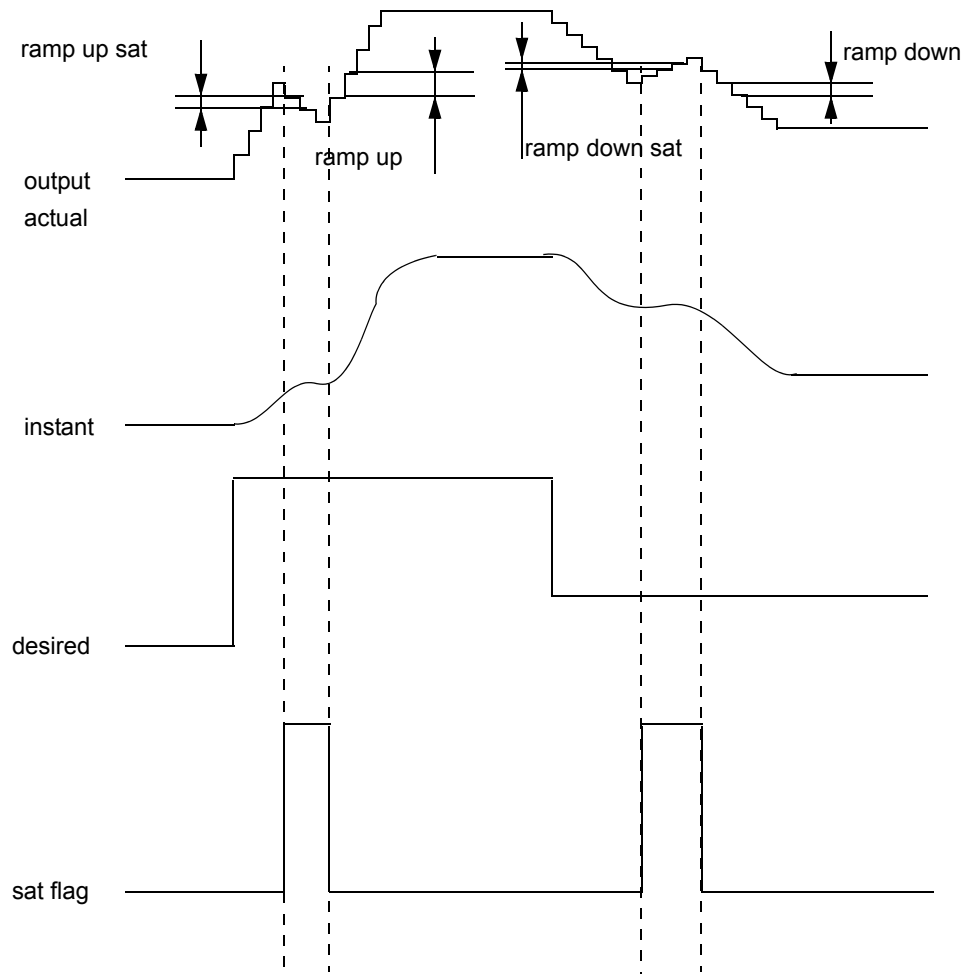 ramp up sat
ramp down
ramp up
ramp down sat
output
actual
instant
desired
sat flag